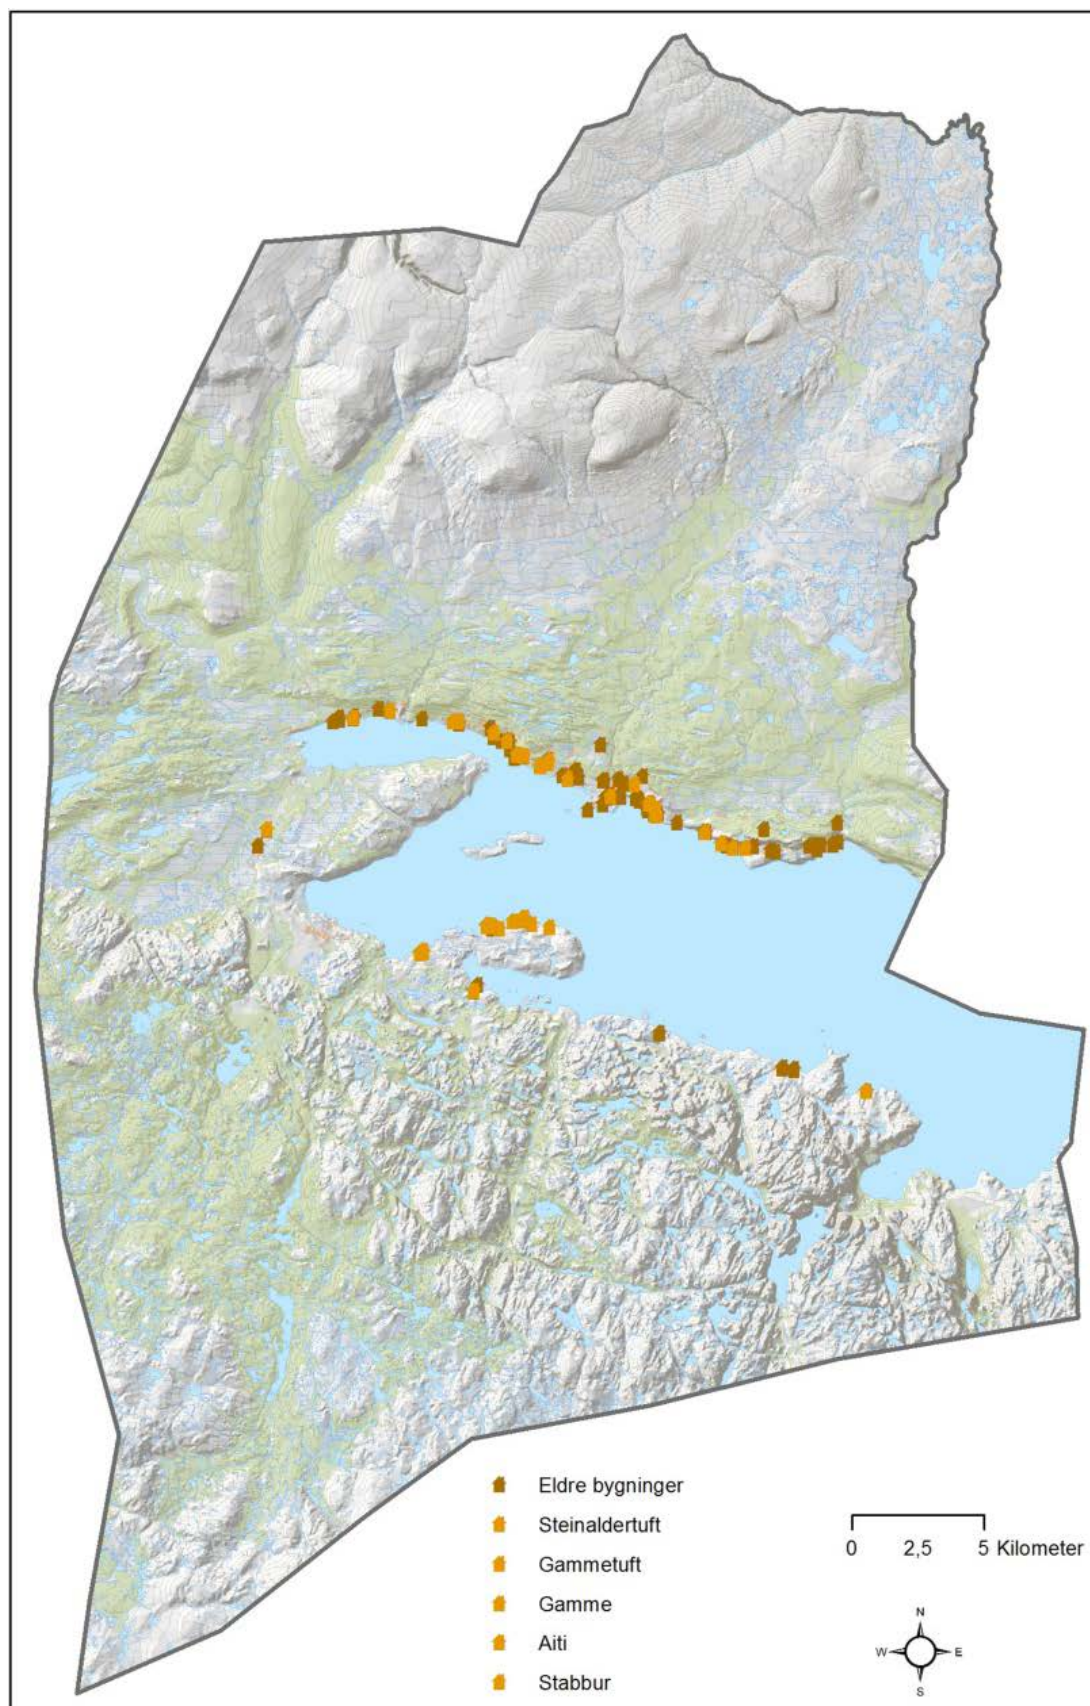 Eldre bygninger
Steinaldertuft
Gammetuft
Gamme
Aiti
Stabbur
0 2,5 5 Kilometer
N
W E
S